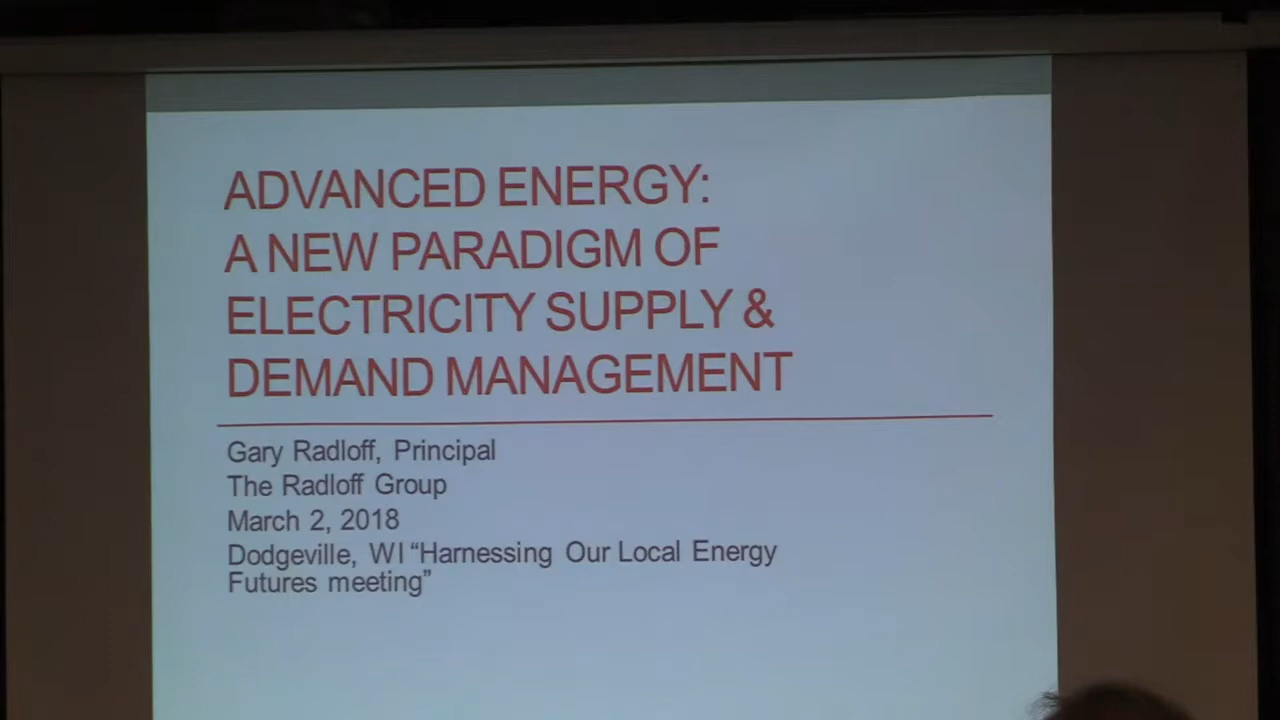 ADVANCED ENERGY:
A NEW PARADIGM OF
ELECTRICITY SUPPLY &
DEMAND MANAGEMENT
Gary Radloff, Principal
The Radloff Group
March 2, 2018
Dodgeville, WI “Harnessing Our Local Energy
Futures meeting”